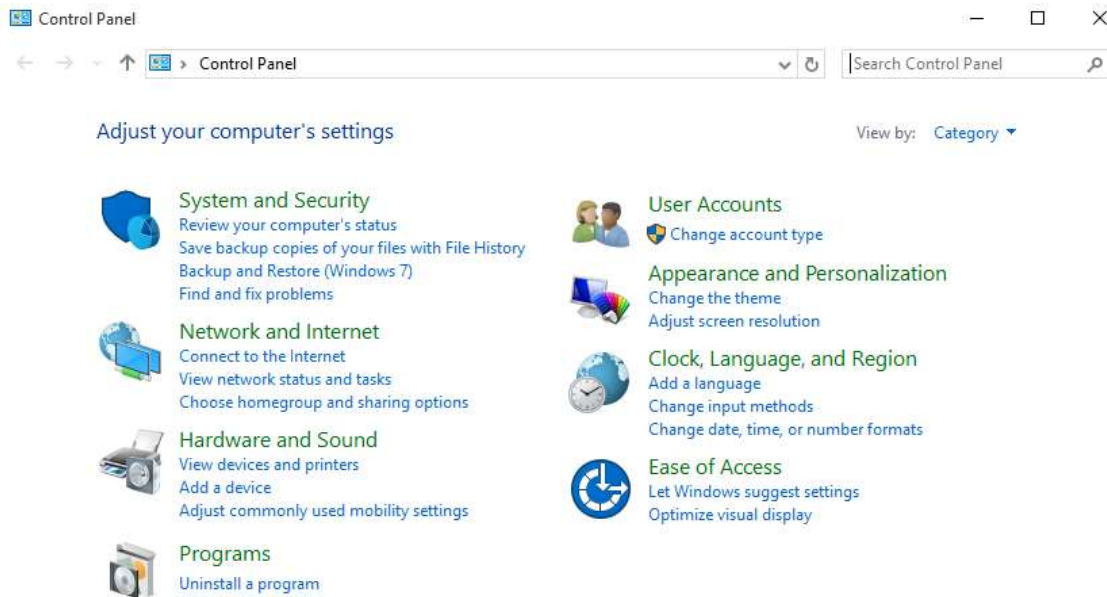 Control Panel
Control Panel
Search Control Panel
Adjust your computer's settings
View by: Category
System and Security
Review your computer's status
Save backup copies of your files with File History
Backup and Restore (Windows 7)
Find and fix problems
Network and Internet
Connect to the Internet
View network status and tasks
Choose homegroup and sharing options
Hardware and Sound
View devices and printers
Add a device
Adjust commonly used mobility settings
Programs
Uninstall a program
User Accounts
Change account type
Appearance and Personalization
Change the theme
Adjust screen resolution
Clock, Language, and Region
Add a language
Change input methods
Change date, time, or number formats
Ease of Access
Let Windows suggest settings
Optimize visual display